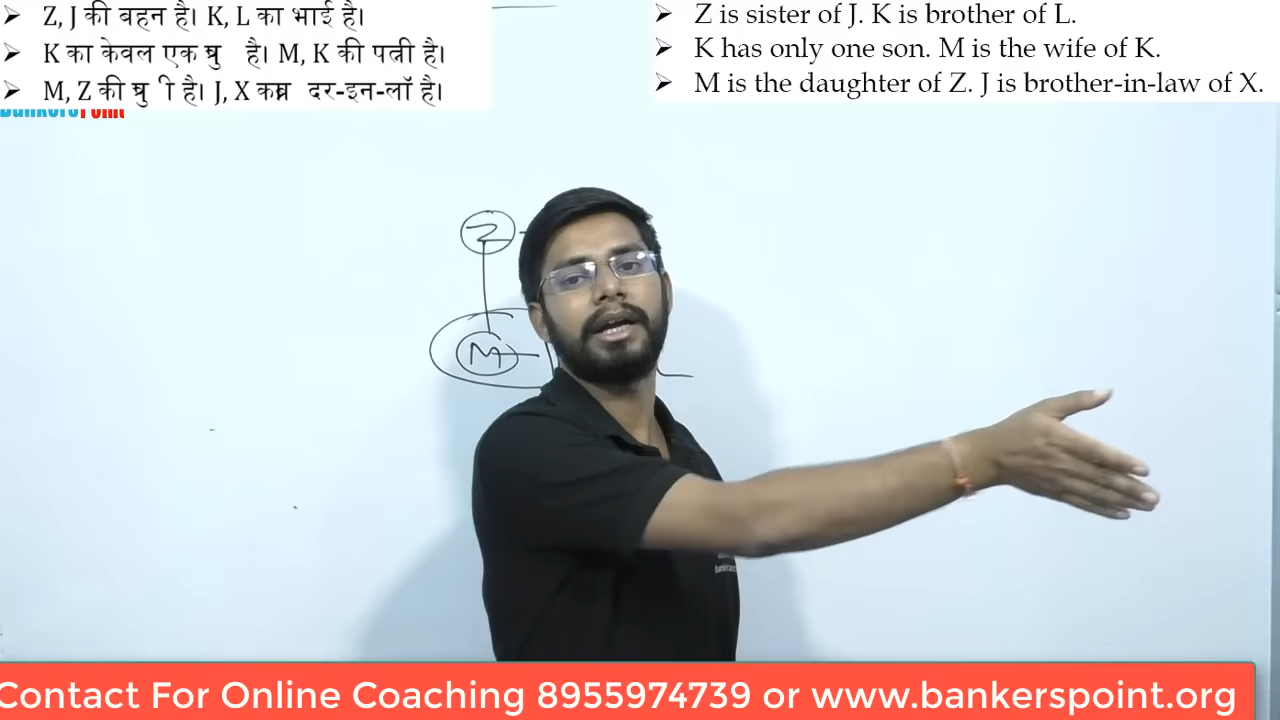 ➢ Z, J की बहन है। K, L का भाई है।
➢ K का केवल एक है। M, K की पत्नी है।
➢ M, Z की है। J, X दर-इन-लॉ है।
➢ Z is sister of J. K is brother of L.
➢ K has only one son. M is the wife of K.
➢ M is the daughter of Z. J is brother-in-law of X.
BankersPoint
Z
M
Contact For Online Coaching 8955974739 or www.bankerspoint.org